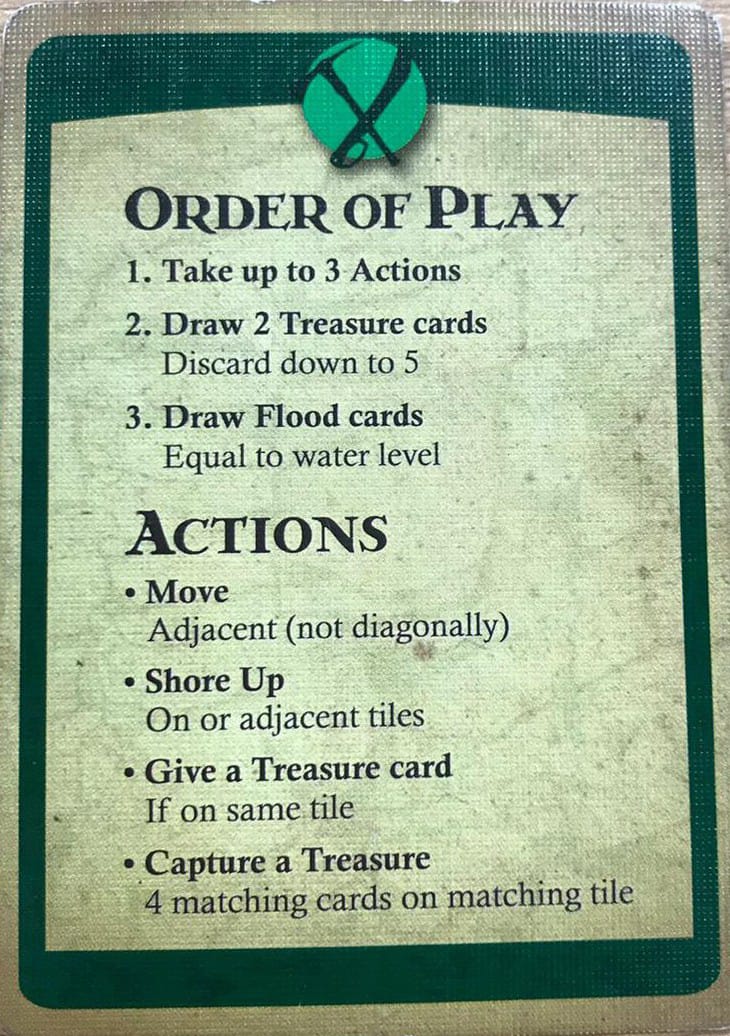 ORDER OF PLAY
1. Take up to 3 Actions
2. Draw 2 Treasure cards
Discard down to 5
3. Draw Flood cards
Equal to water level
ACTIONS
• Move
Adjacent (not diagonally)
• Shore Up
On or adjacent tiles
• Give a Treasure card
If on same tile
• Capture a Treasure
4 matching cards on matching tile